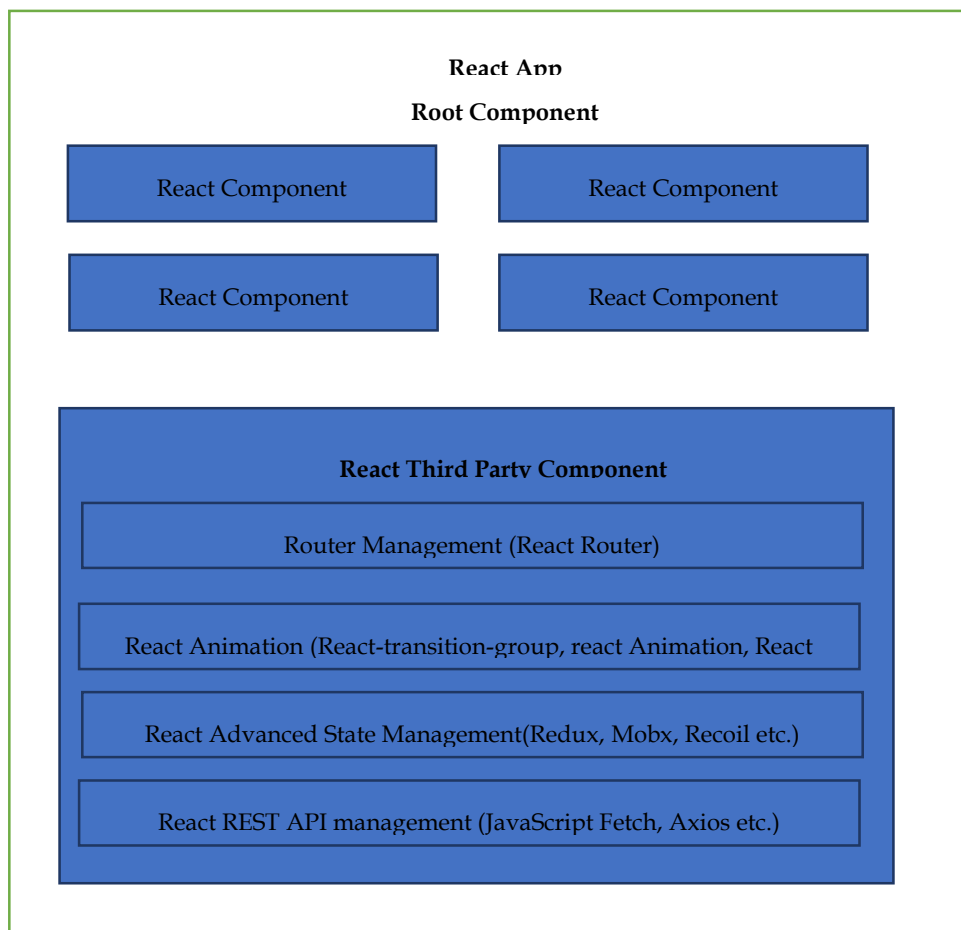 React App
Root Component
React Component React Component
React Component React Component
React Third Party Component
Router Management (React Router)
React Animation (React-transition-group, react Animation, React
React Advanced State Management(Redux, Mobx, Recoil etc.)
React REST API management (JavaScript Fetch, Axios etc.)